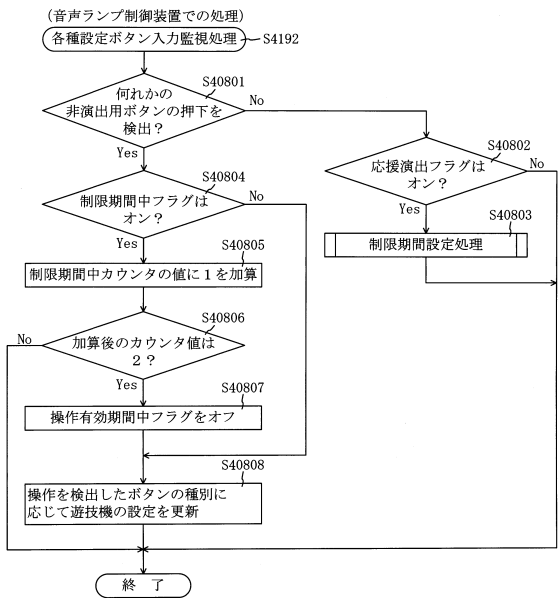 (音声ランプ制御装置での処理)
各種設定ボタン入力監視処理
S4192
S40801
何れかの
非演出用ボタンの押下を
検出？
No
Yes
S40802
応援演出フラグは
オン？
No
Yes
S40803
制限期間設定処理
S40804
制限期間中フラグは
オン？
No
Yes
S40805
制限期間中カウンタの値に１を加算
S40806
加算後のカウンタ値は
２？
No
Yes
S40807
操作有効期間中フラグをオフ
S40808
操作を検出したボタンの種別に
応じて遊技機の設定を更新
終 了